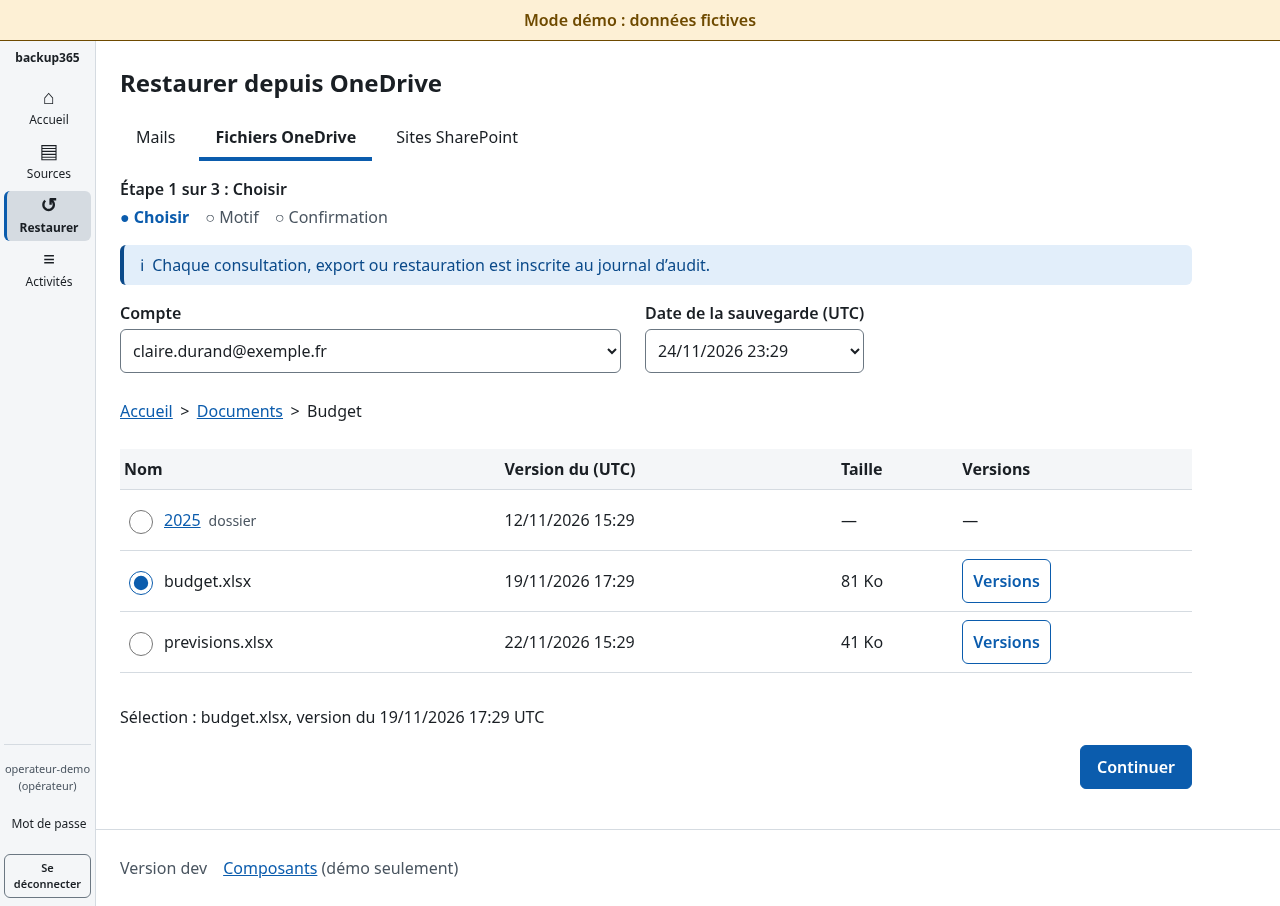 Mode démo : données fictives
backup365
Accueil
Sources
Restaurer
Activités
operateur-demo
(opérateur)
Mot de passe
Se
déconnecter
Restaurer depuis OneDrive
Mails Fichiers OneDrive Sites SharePoint
Étape 1 sur 3 : Choisir
● Choisir ○ Motif ○ Confirmation
i Chaque consultation, export ou restauration est inscrite au journal d’audit.
Compte Date de la sauvegarde (UTC)
claire.durand@exemple.fr 24/11/2026 23:29
Accueil > Documents > Budget
Nom Version du (UTC) Taille Versions
2025 dossier 12/11/2026 15:29 — —
budget.xlsx 19/11/2026 17:29 81 Ko Versions
previsions.xlsx 22/11/2026 15:29 41 Ko Versions
Sélection : budget.xlsx, version du 19/11/2026 17:29 UTC
Continuer
Version dev Composants (démo seulement)